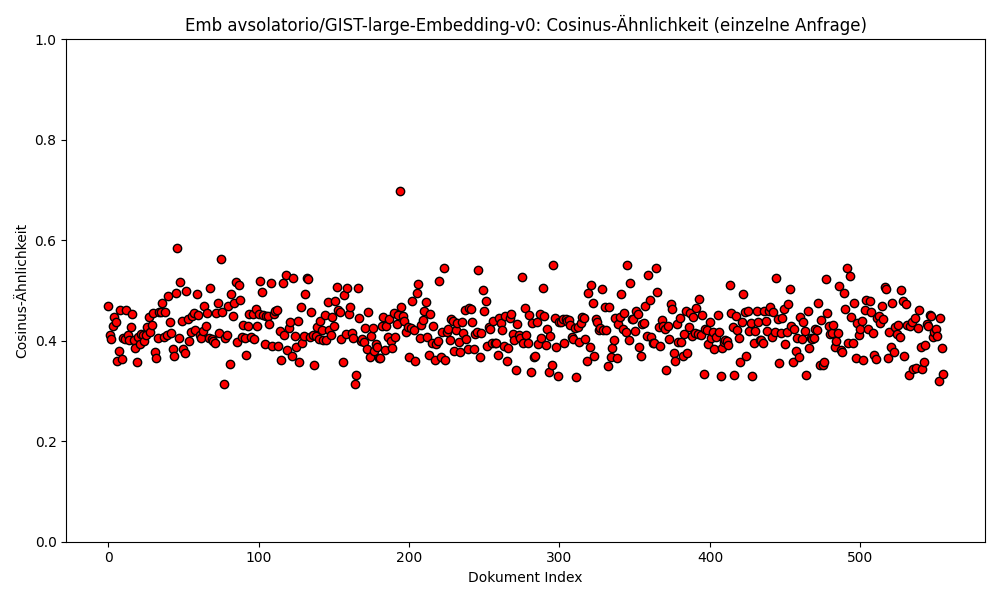 Emb avsolatorio/GIST-large-Embedding-v0: Cosinus-Ähnlichkeit (einzelne Anfrage)
1.0
0.8
0.6
0.4
0.2
0.0
Cosinus-Ähnlichkeit
0 100 200 300 400 500
Dokument Index